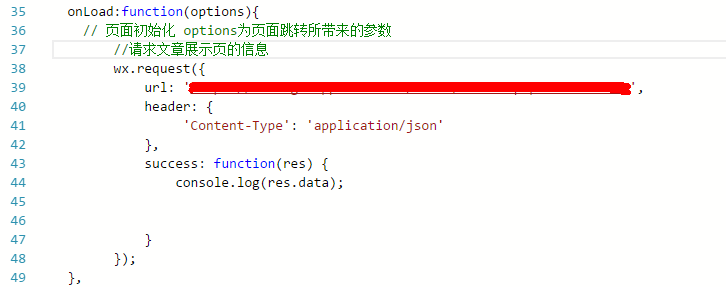 35 onLoad:function(options){
36 // 页面初始化 options为页面跳转所带来的参数
37 //请求文章展示页的信息
38 wx.request({
39 url: '',
40 header: {
41 'Content-Type': 'application/json'
42 },
43 success: function(res) {
44 console.log(res.data);
45
46
47 }
48 });
49 },